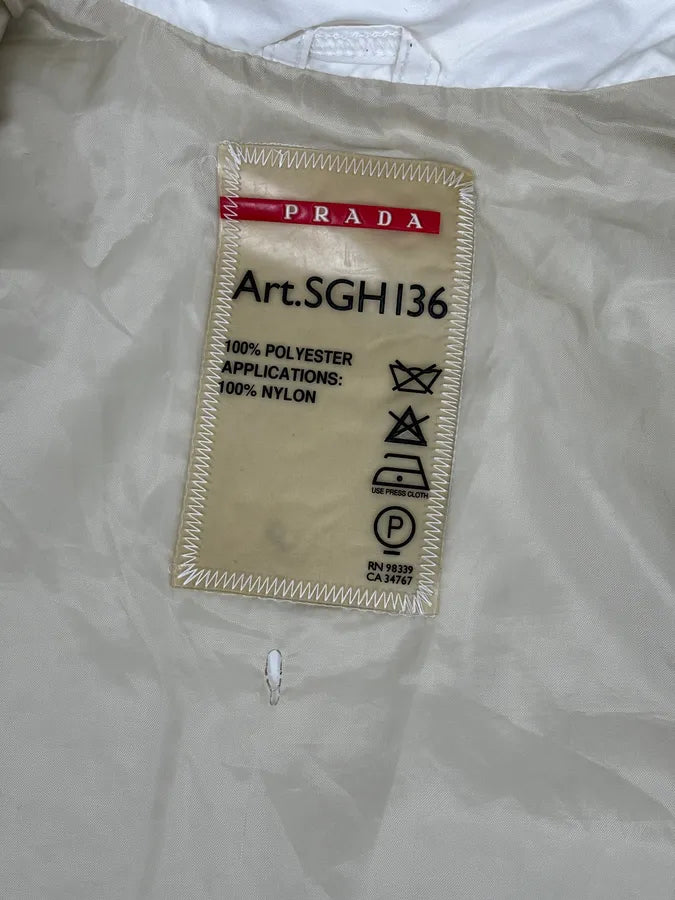 PRADA
Art.SGH136
100% POLYESTER
APPLICATIONS:
100% NYLON
USE PRESS CLOTH
P
RN 98339
CA 34767